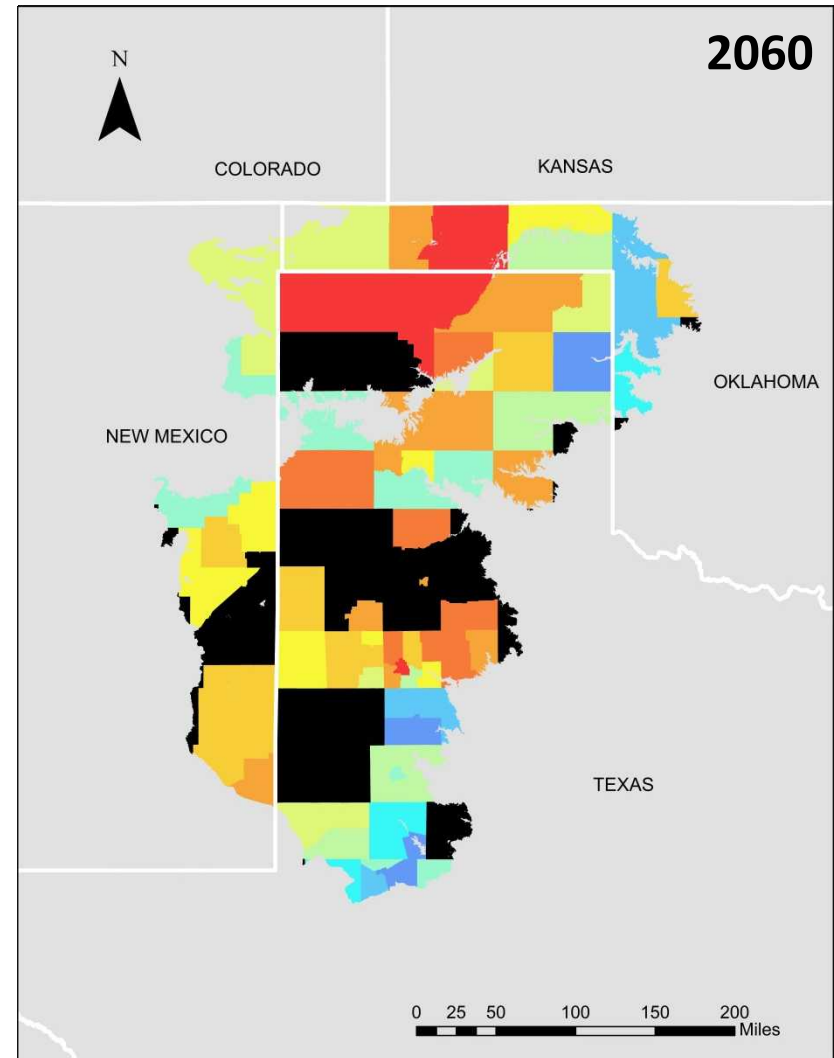 2060
N
COLORADO
KANSAS
OKLAHOMA
NEW MEXICO
TEXAS
0 25 50 100 150 200
Miles